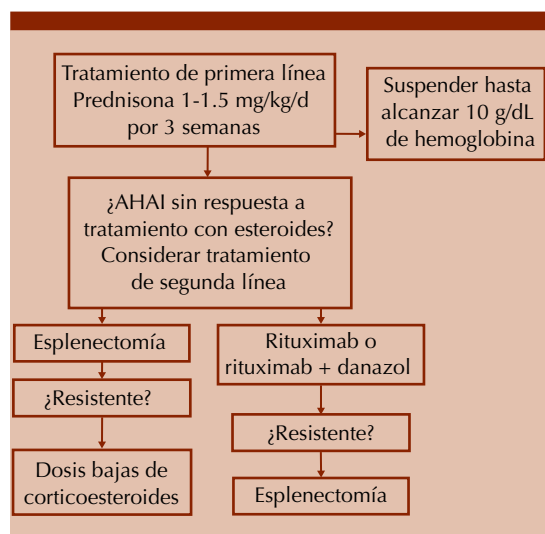 Tratamiento de primera línea
Prednisona 1-1.5 mg/kg/d
por 3 semanas
Suspender hasta
alcanzar 10 g/dL
de hemoglobina
¿AHAI sin respuesta a
tratamiento con esteroides?
Considerar tratamiento
de segunda línea
Esplenectomía
¿Resistente?
Dosis bajas de
corticoesteroides
Rituximab o
rituximab + danazol
¿Resistente?
Esplenectomía